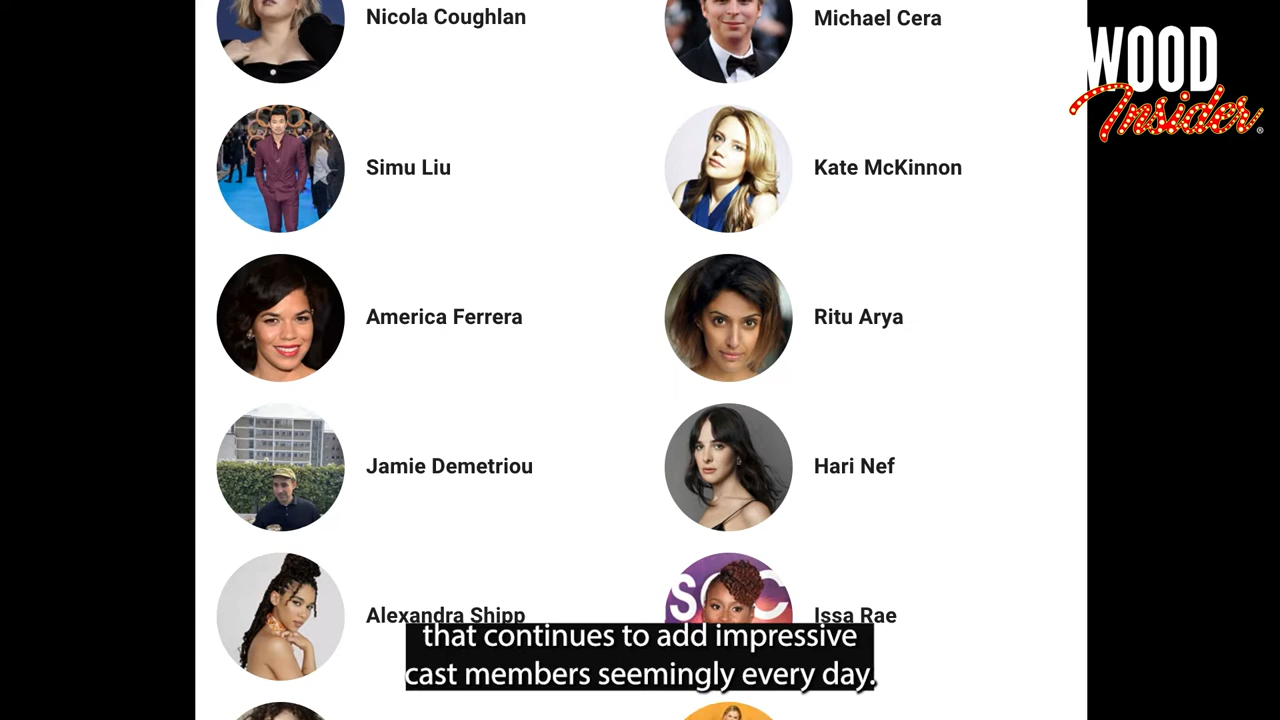 Nicola Coughlan
Michael Cera
WOOD
Insider®
Simu Liu
Kate McKinnon
America Ferrera
Ritu Arya
Jamie Demetriou
Hari Nef
Alexandra Shipp
Issa Rae
that continues to add impressive
cast members seemingly every day.